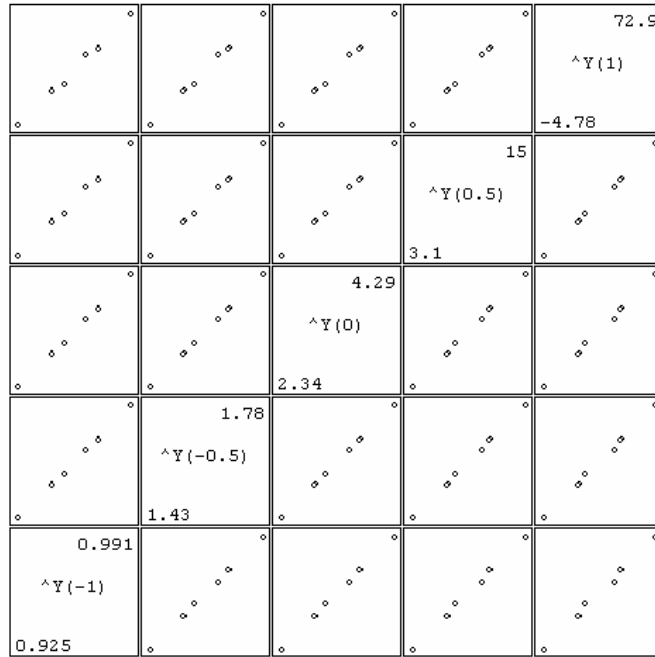 72.9
^Y(1)
-4.78
15
^Y(0.5)
3.1
4.29
^Y(0)
2.34
1.78
^Y(-0.5)
1.43
0.991
^Y(-1)
0.925